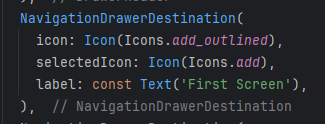 NavigationDrawerDestination(
icon: Icon(Icons.add_outlined),
selectedIcon: Icon(Icons.add),
label: const Text('First Screen'),
), // NavigationDrawerDestination